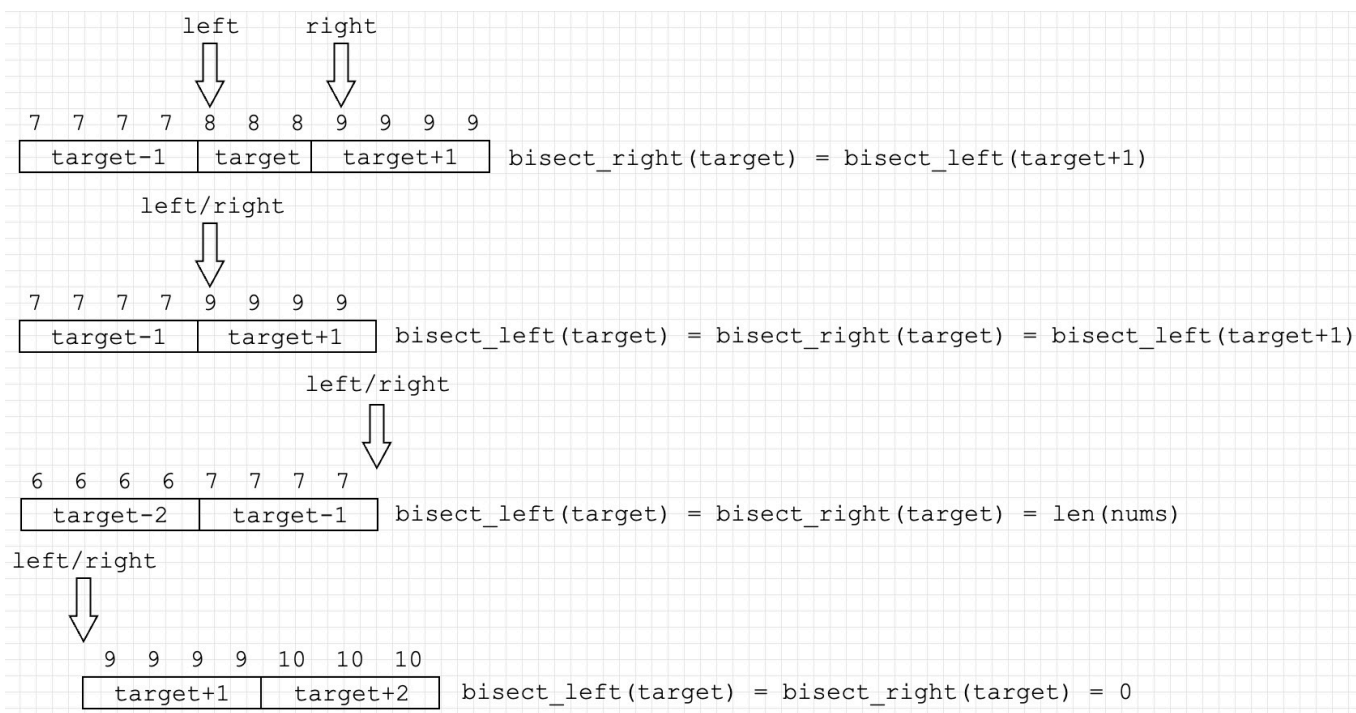 left right
7 7 7 7 8 8 8 9 9 9 9
target-1 target target+1 bisect_right(target) = bisect_left(target+1)
left/right
7 7 7 7 9 9 9 9
target-1 target+1 bisect_left(target) = bisect_right(target) = bisect_left(target+1)
left/right
6 6 6 6 7 7 7 7
target-2 target-1 bisect_left(target) = bisect_right(target) = len(nums)
left/right
9 9 9 9 10 10 10
target+1 target+2 bisect_left(target) = bisect_right(target) = 0